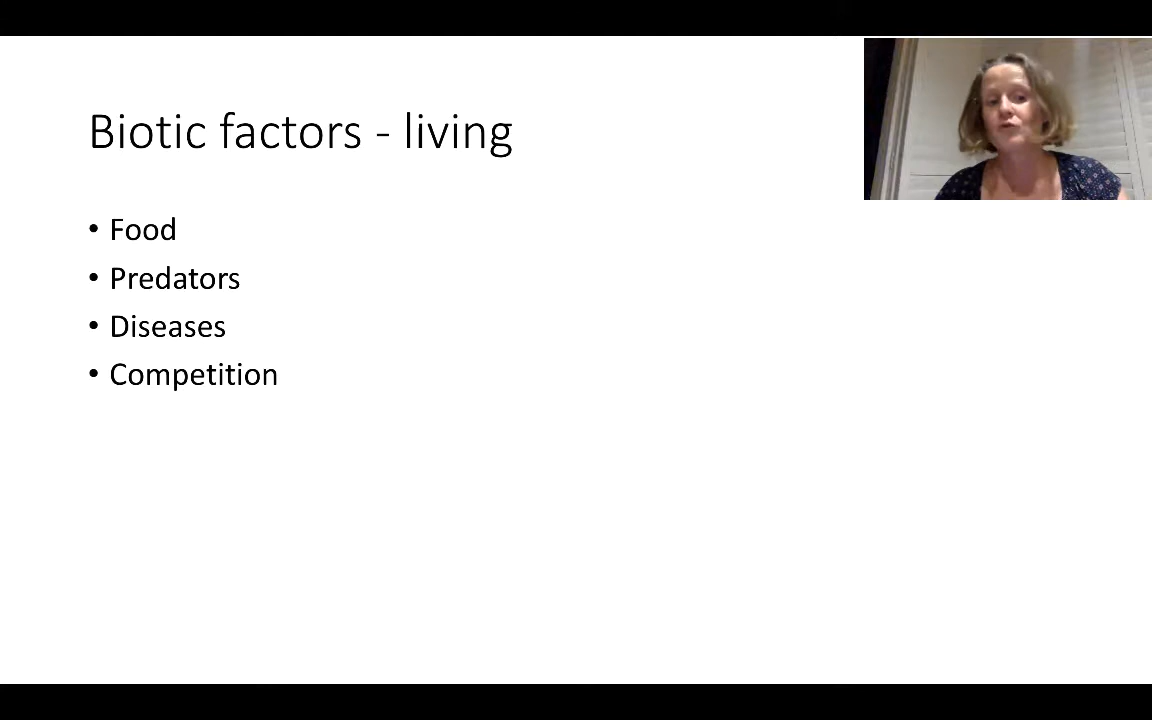 Biotic factors - living
• Food
• Predators
• Diseases
• Competition